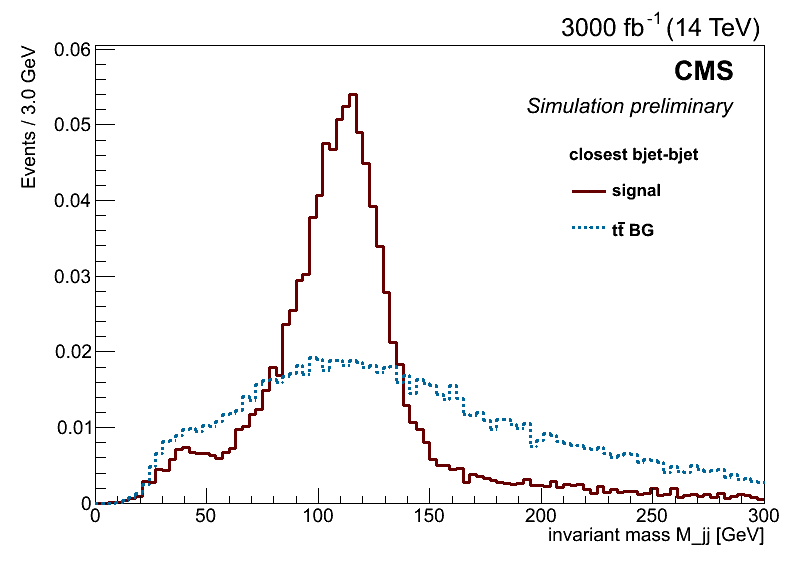 3000 fb⁻¹ (14 TeV)
Events / 3.0 GeV
CMS
Simulation preliminary
closest bjet-bjet
signal
tt̄ BG
0.06
0.05
0.04
0.03
0.02
0.01
0
0 50 100 150 200 250 300
invariant mass M_jj [GeV]